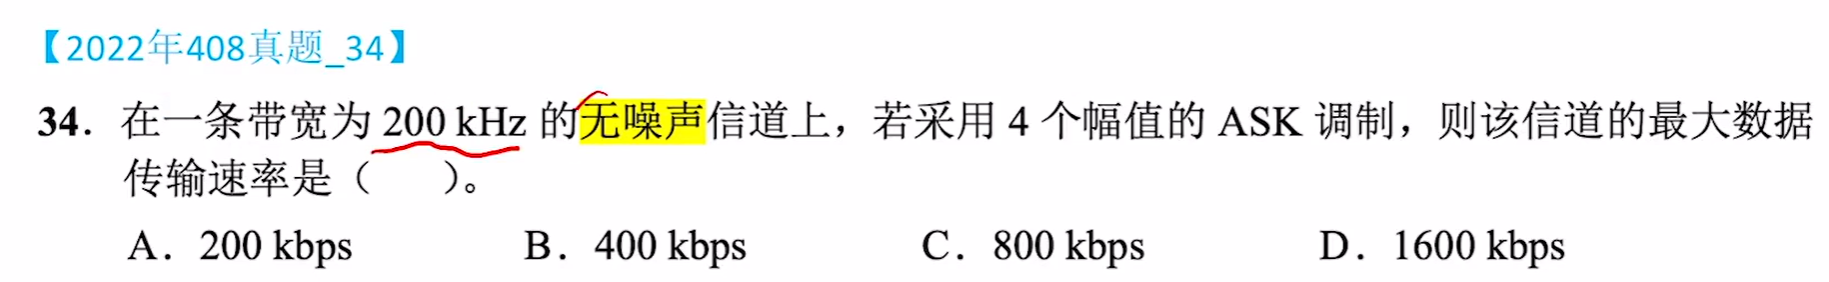 【2022年408真题_34】
34. 在一条带宽为 200 kHz 的无噪声信道上，若采用 4 个幅值的 ASK 调制，则该信道的最大数据
传输速率是（  ）。
A. 200 kbps  B. 400 kbps  C. 800 kbps  D. 1600 kbps